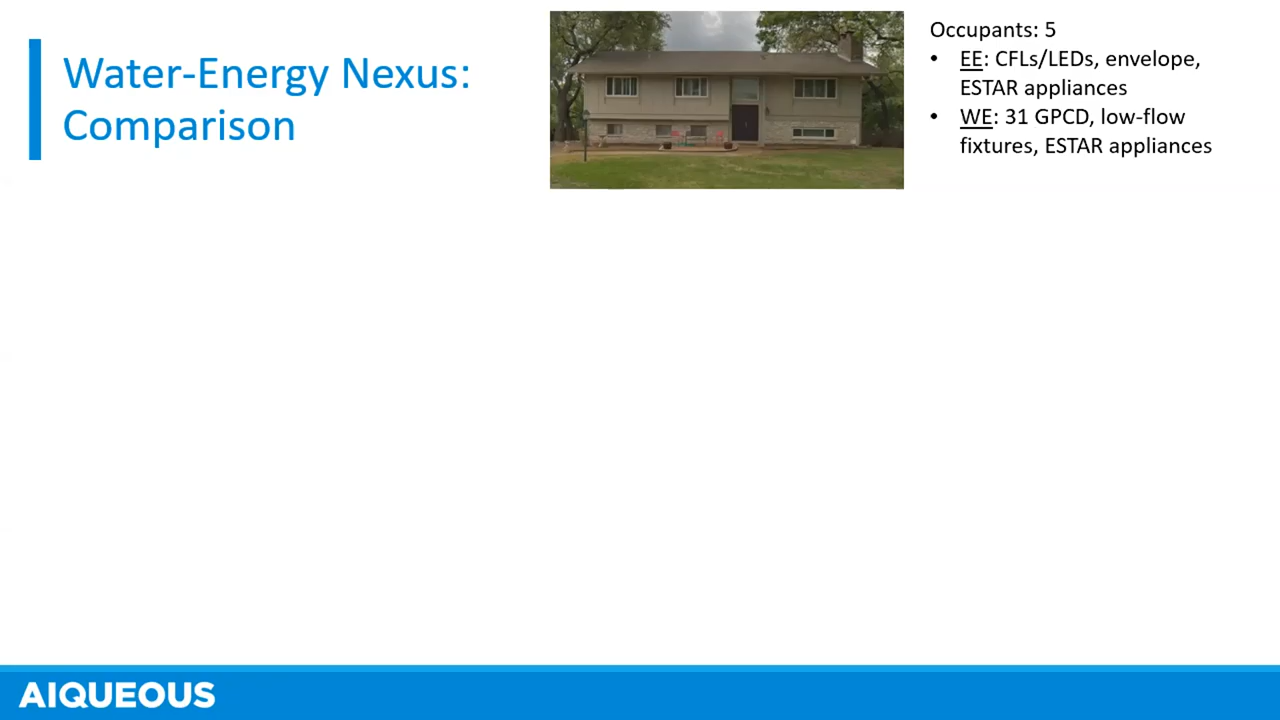 Water-Energy Nexus:
Comparison
Occupants: 5
• EE: CFLs/LEDs, envelope,
ESTAR appliances
• WE: 31 GPCD, low-flow
fixtures, ESTAR appliances
AIQUEOUS